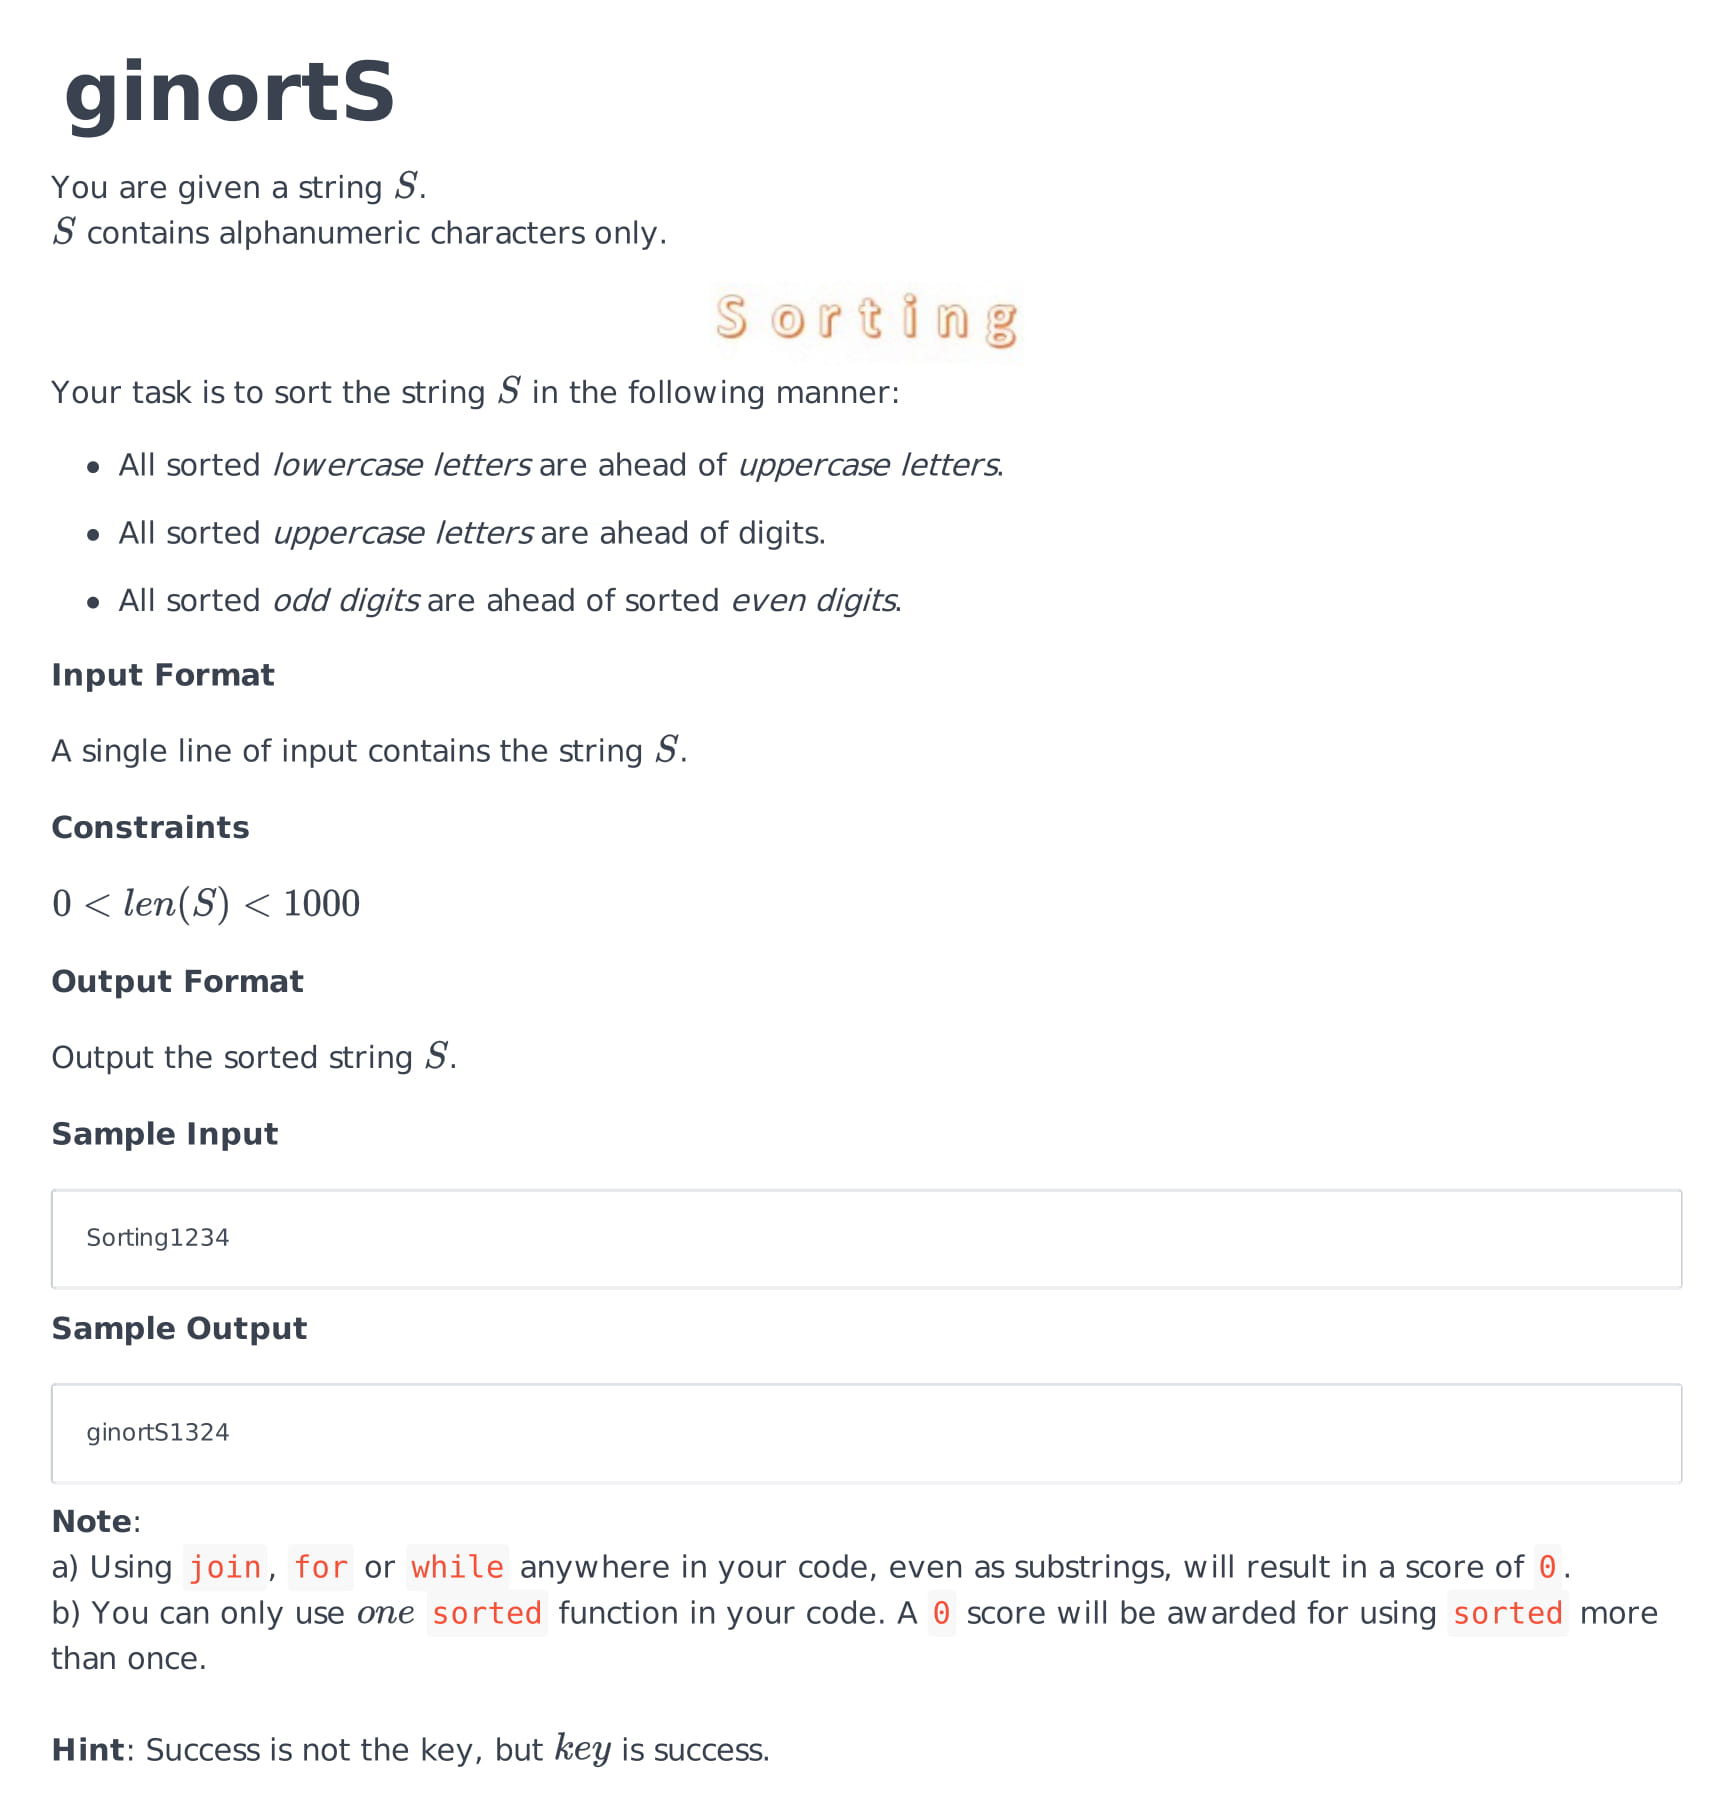 ginortS
You are given a string S.
S contains alphanumeric characters only.
Sorting
Your task is to sort the string S in the following manner:
• All sorted lowercase letters are ahead of uppercase letters.
• All sorted uppercase letters are ahead of digits.
• All sorted odd digits are ahead of sorted even digits.
Input Format
A single line of input contains the string S.
Constraints
0 < len(S) < 1000
Output Format
Output the sorted string S.
Sample Input
Sorting1234
Sample Output
ginortS1324
Note:
a) Using join, for or while anywhere in your code, even as substrings, will result in a score of 0.
b) You can only use one sorted function in your code. A 0 score will be awarded for using sorted more
than once.
Hint: Success is not the key, but key is success.